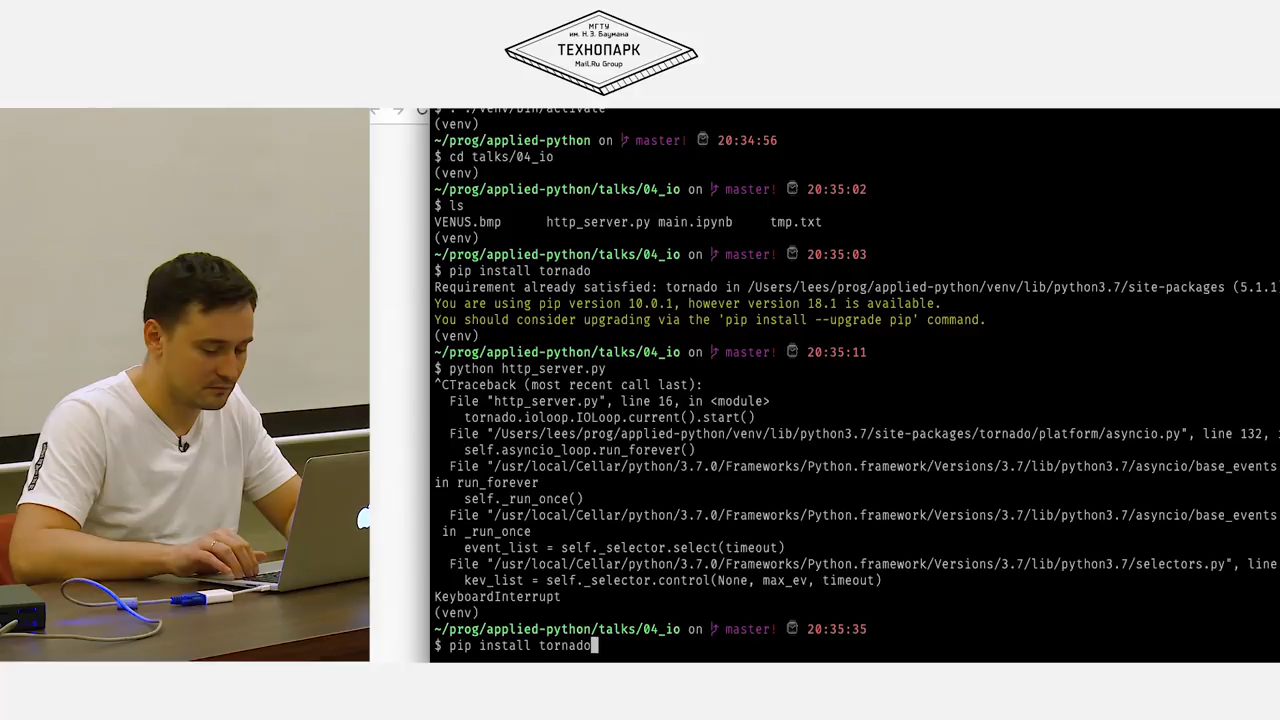 МГТУ
им. Н.Э. Баумана
ТЕХНОПАРК
Mail.Ru Group
$ . ./venv/bin/activate
(venv)
~/prog/applied-python on master! 20:34:56
$ cd talks/04_io
(venv)
~/prog/applied-python/talks/04_io on master! 20:35:02
$ ls
VENUS.bmp http_server.py main.ipynb tmp.txt
(venv)
~/prog/applied-python/talks/04_io on master! 20:35:03
$ pip install tornado
Requirement already satisfied: tornado in /Users/lees/prog/applied-python/venv/lib/python3.7/site-packages (5.1.1
You are using pip version 10.0.1, however version 18.1 is available.
You should consider upgrading via the 'pip install --upgrade pip' command.
(venv)
~/prog/applied-python/talks/04_io on master! 20:35:11
$ python http_server.py
^CTraceback (most recent call last):
File "http_server.py", line 16, in <module>
tornado.ioloop.IOLoop.current().start()
File "/Users/lees/prog/applied-python/venv/lib/python3.7/site-packages/tornado/platform/asyncio.py", line 132, i
self.asyncio_loop.run_forever()
File "/usr/local/Cellar/python/3.7.0/Frameworks/Python.framework/Versions/3.7/lib/python3.7/asyncio/base_events
in run_forever
self._run_once()
File "/usr/local/Cellar/python/3.7.0/Frameworks/Python.framework/Versions/3.7/lib/python3.7/asyncio/base_events
in _run_once
event_list = self._selector.select(timeout)
File "/usr/local/Cellar/python/3.7.0/Frameworks/Python.framework/Versions/3.7/lib/python3.7/selectors.py", line
kev_list = self._selector.control(None, max_ev, timeout)
KeyboardInterrupt
(venv)
~/prog/applied-python/talks/04_io on master! 20:35:35
$ pip install tornado